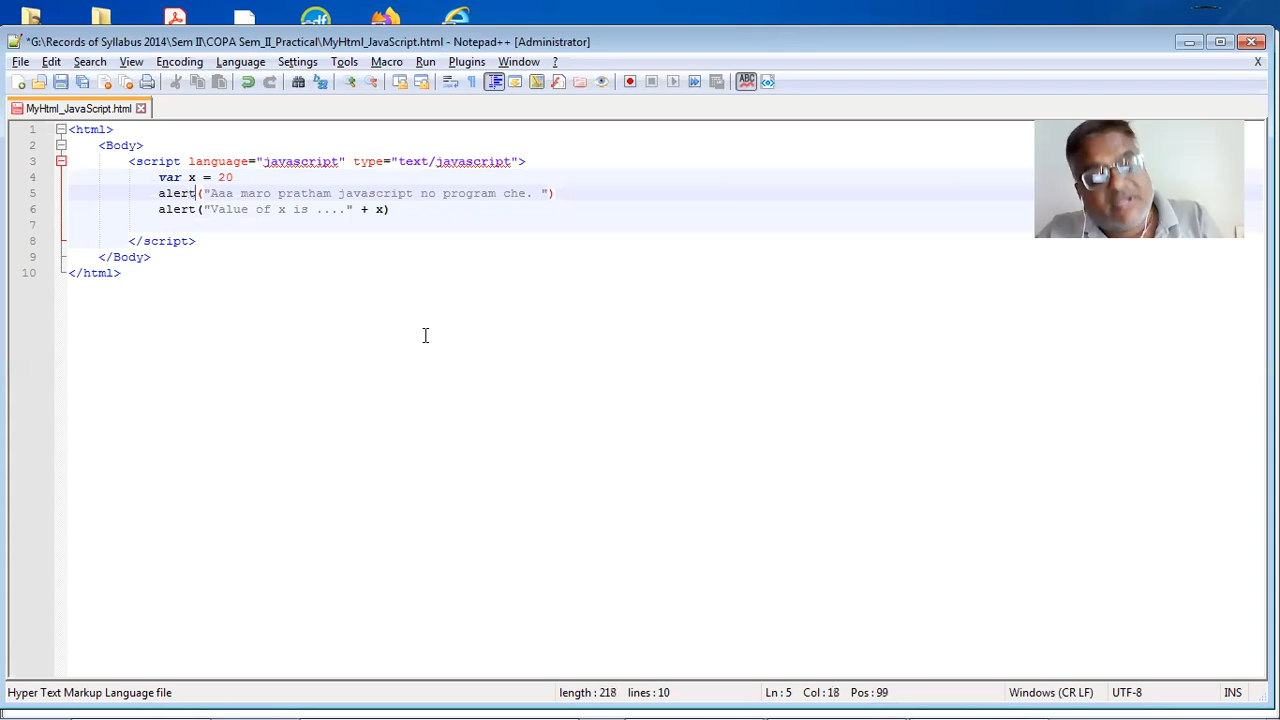 *G:\Records of Syllabus 2014\Sem II\COPA Sem_II_Practical\MyHtml_JavaScript.html - Notepad++ [Administrator]
File Edit Search View Encoding Language Settings Tools Macro Run Plugins Window ? X
MyHtml_JavaScript.html
1 <html>
2 <Body>
3 <script language="javascript" type="text/javascript">
4 var x = 20
5 alert("Aaa maro pratham javascript no program che. ")
6 alert("Value of x is ...." + x)
7
8 </script>
9 </Body>
10 </html>
Hyper Text Markup Language file length : 218 lines : 10 Ln : 5 Col : 18 Pos : 99 Windows (CR LF) UTF-8 INS